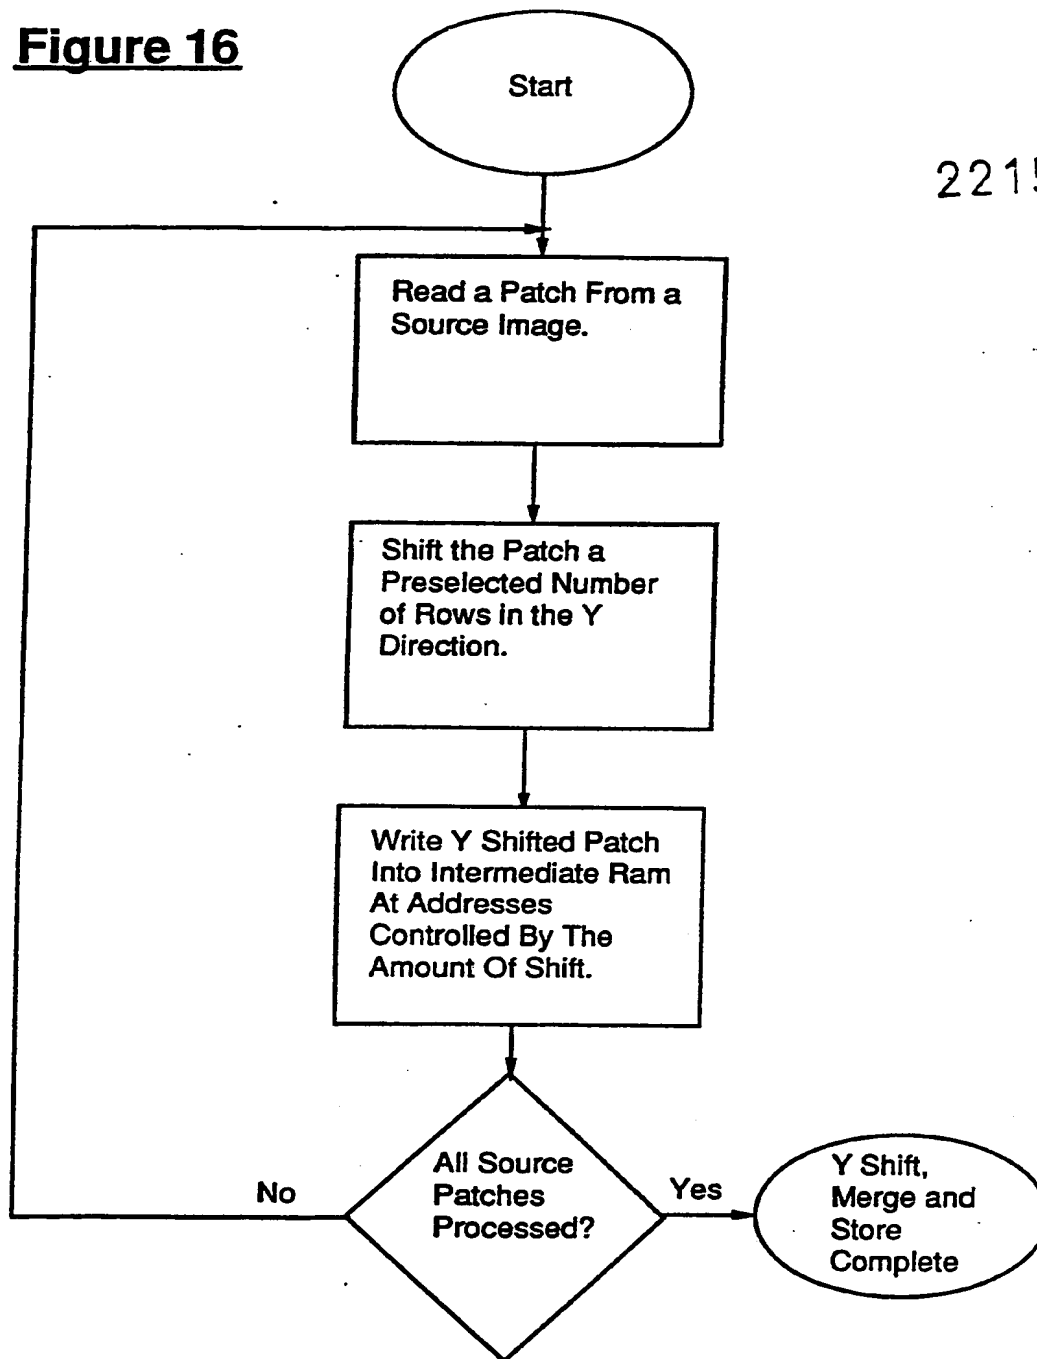 Figure 16
Start
Read a Patch From a
Source Image.
Shift the Patch a
Preselected Number
of Rows in the Y
Direction.
Write Y Shifted Patch
Into Intermediate Ram
At Addresses
Controlled By The
Amount Of Shift.
All Source
Patches
Processed?
No
Yes
Y Shift,
Merge and
Store
Complete